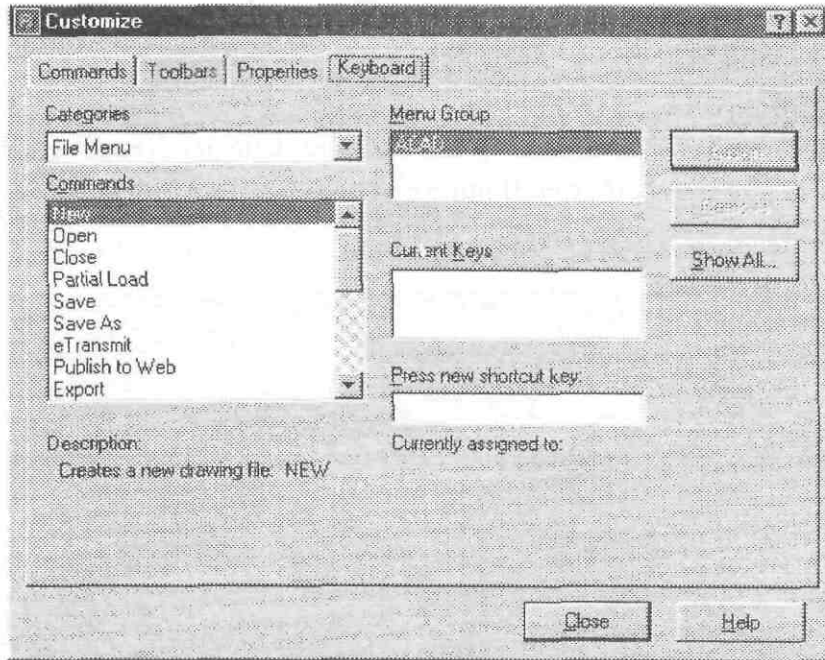 Customize
Commands Toolbars Properties Keyboard
Categories
File Menu
Commands
New
Open
Close
Partial Load
Save
Save As
eTransmit
Publish to Web
Export
Description:
Creates a new drawing file: NEW
Menu Group
ACAD
Current Keys
Press new shortcut key:
Currently assigned to:
Show All...
Close
Help